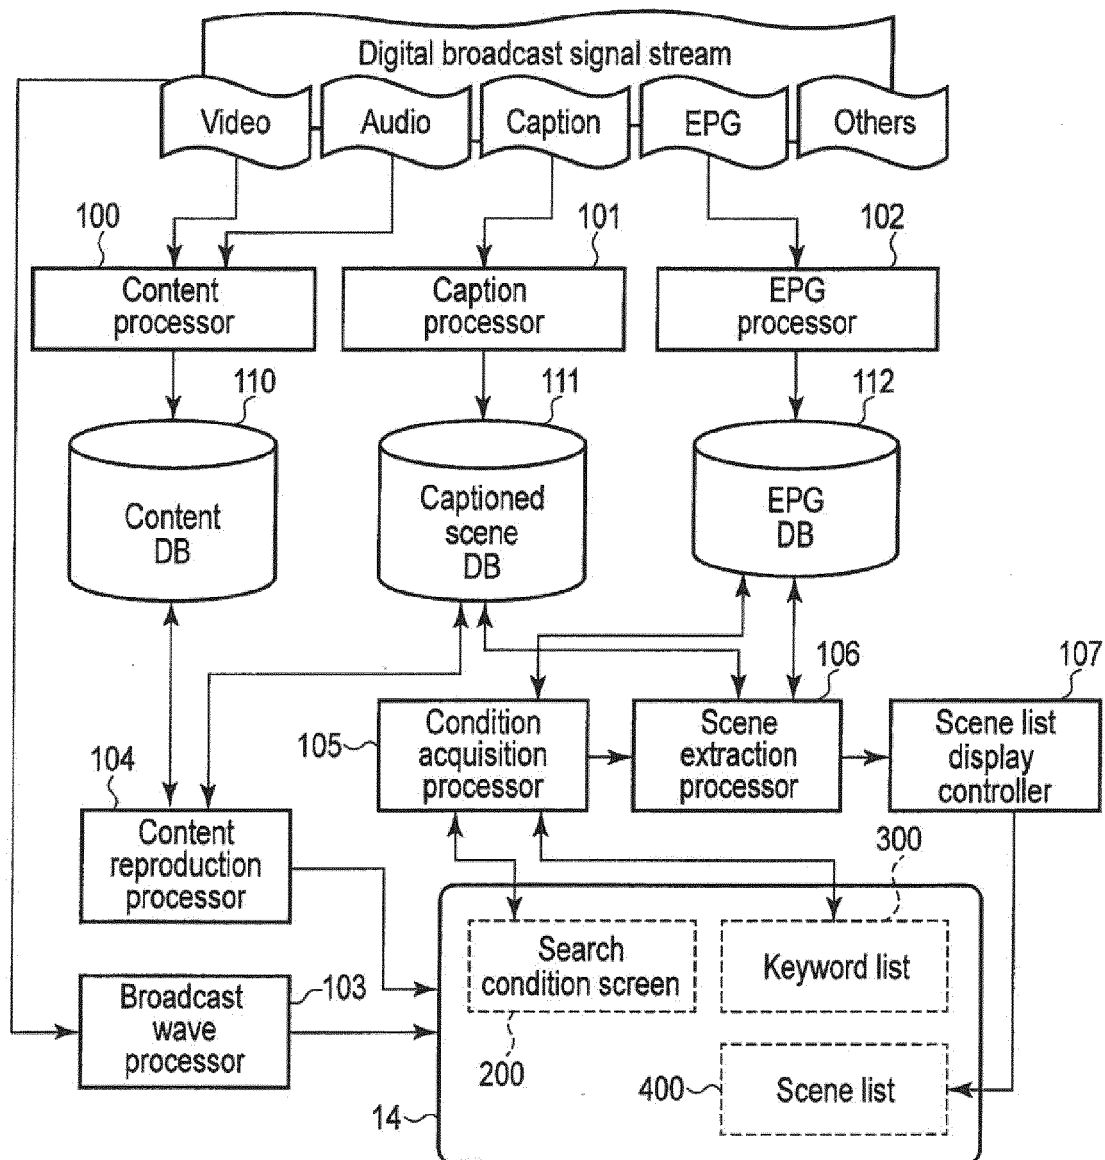 Digital broadcast signal stream
Video
Audio
Caption
EPG
Others
100
101
102
Content
processor
Caption
processor
EPG
processor
110
111
112
Content
DB
Captioned
scene
DB
EPG
DB
106
107
105
Condition
acquisition
processor
Scene
extraction
processor
Scene list
display
controller
104
Content
reproduction
processor
300
Search
condition screen
Keyword list
103
Broadcast
wave
processor
200
400
Scene list
14